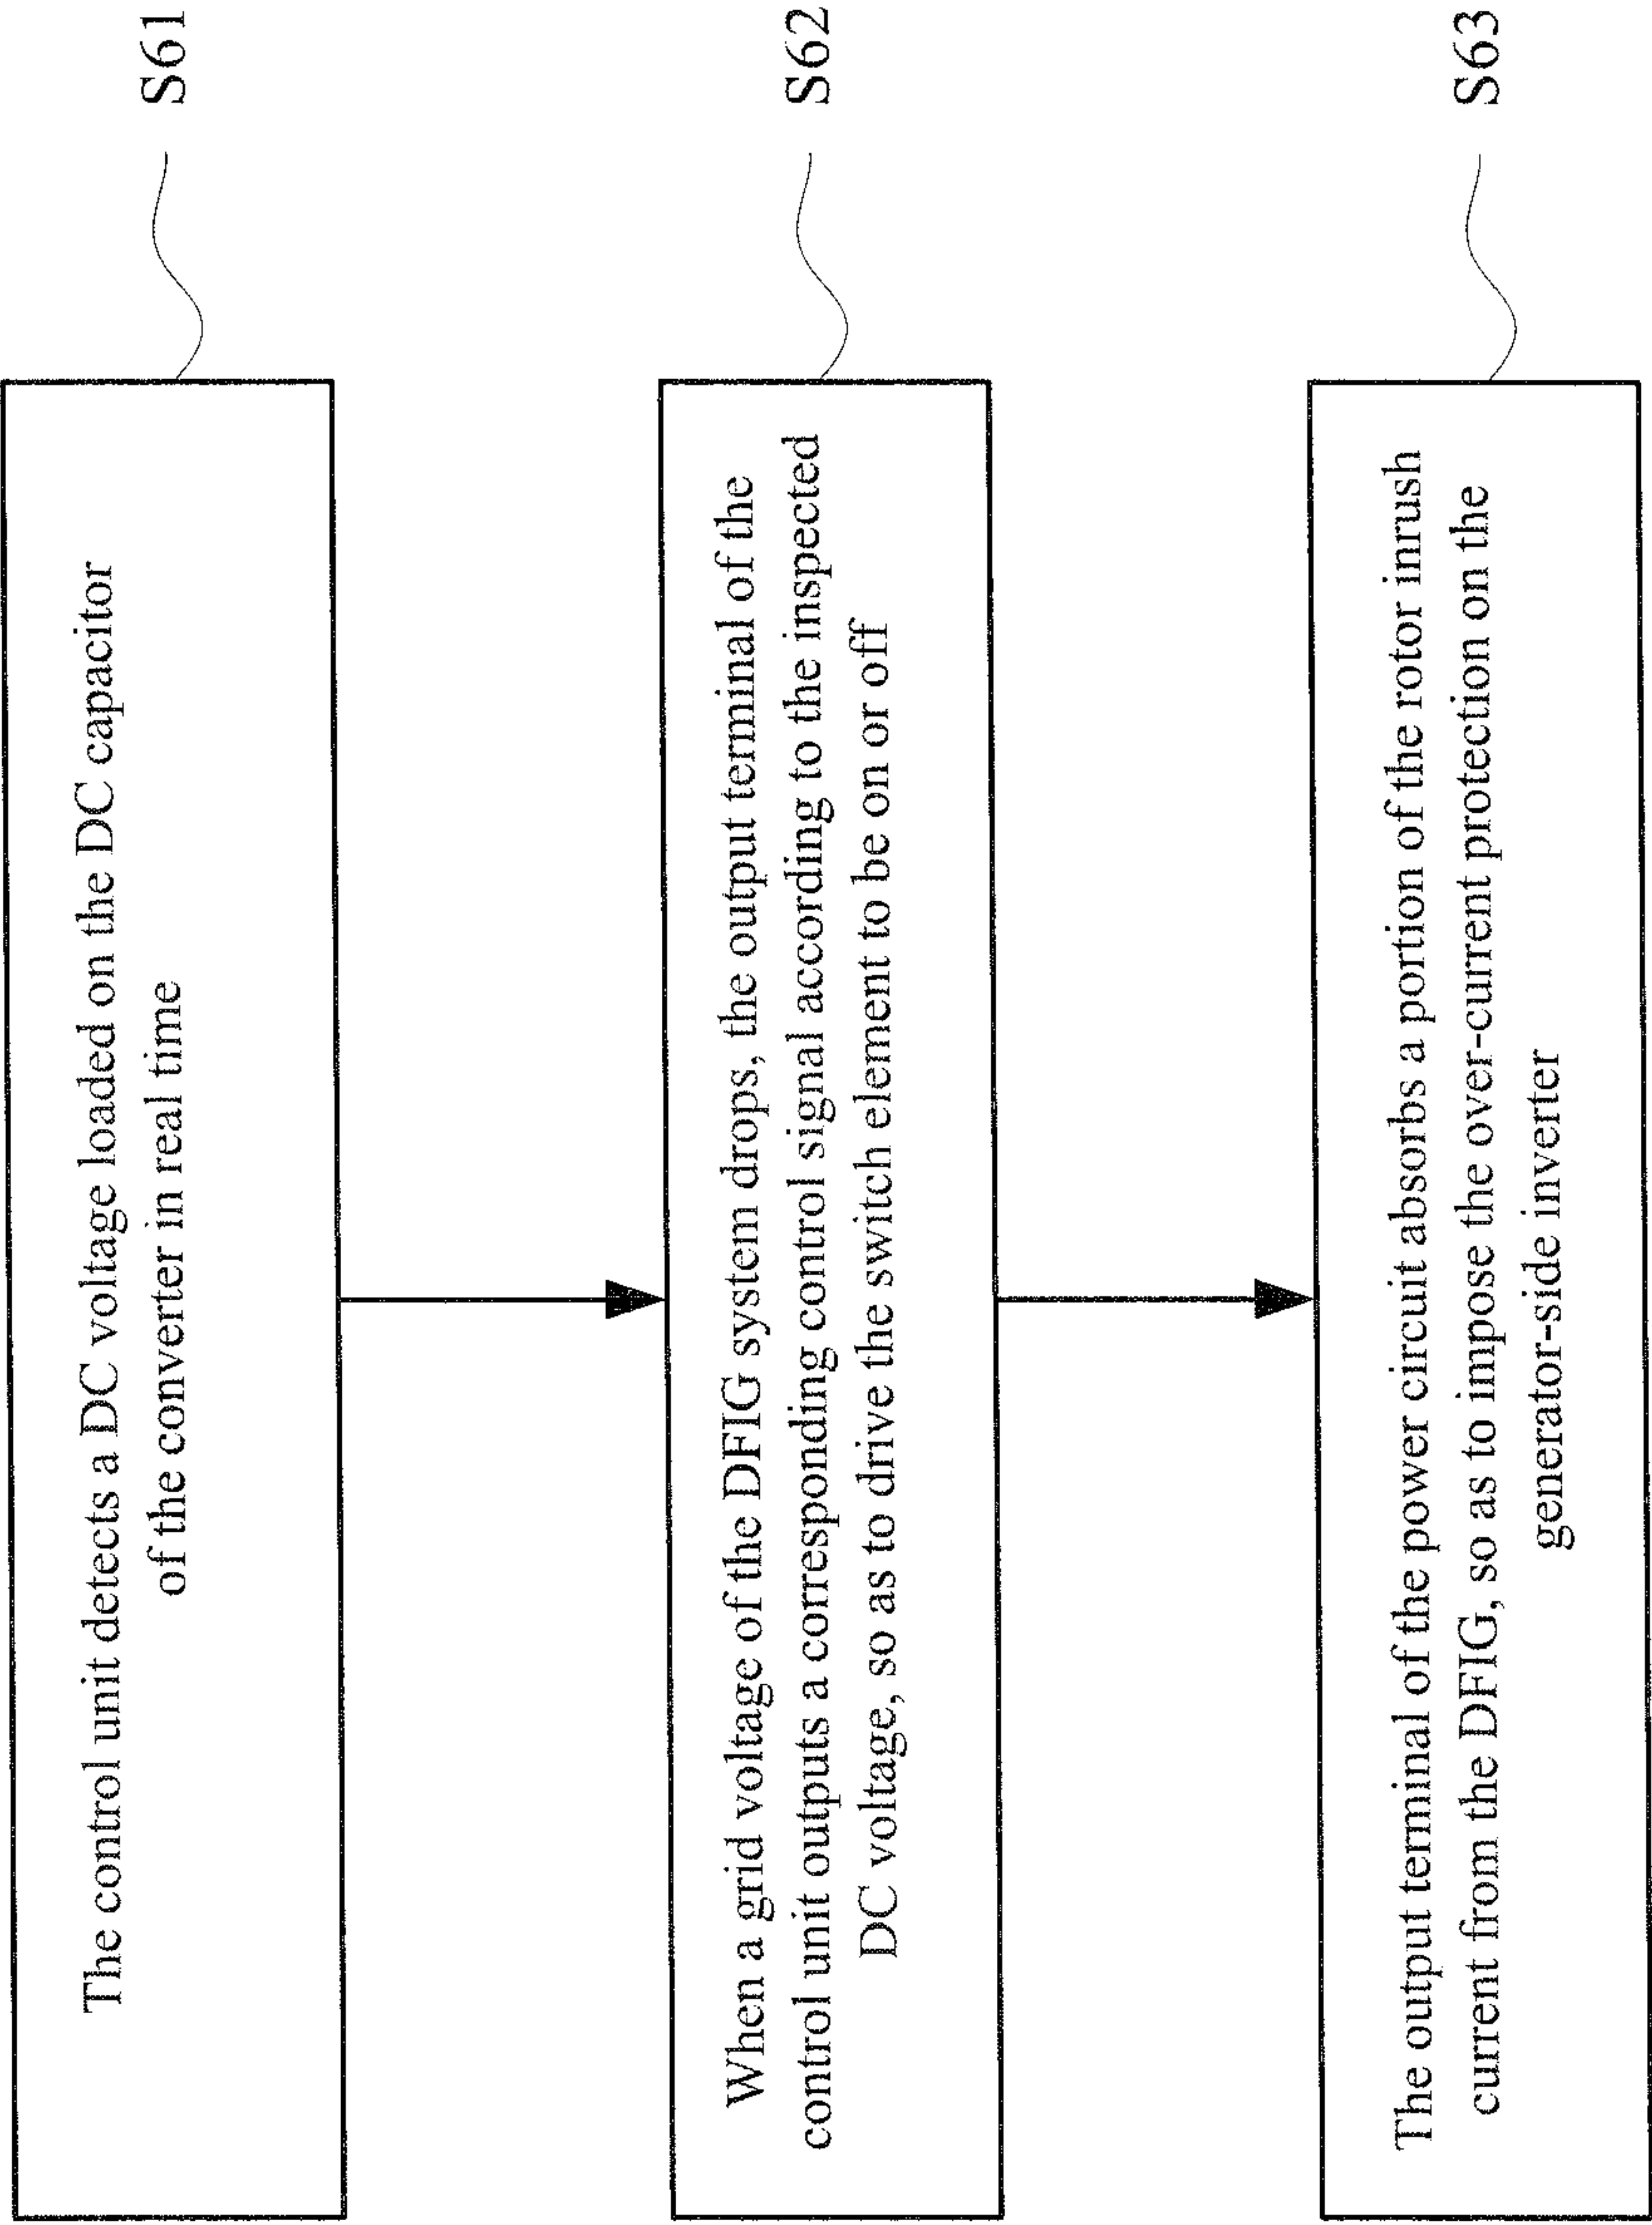 The control unit detects a DC voltage loaded on the DC capacitor
of the converter in real time
S61
When a grid voltage of the DFIG system drops, the output terminal of the
control unit outputs a corresponding control signal according to the inspected
DC voltage, so as to drive the switch element to be on or off
S62
The output terminal of the power circuit absorbs a portion of the rotor inrush
current from the DFIG, so as to impose the over-current protection on the
generator-side inverter
S63